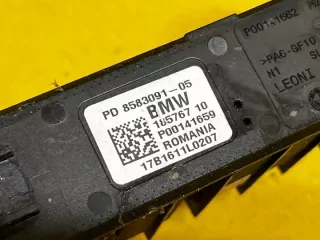 PD 8583091-05
BMW
185767 10
P00141659
ROMANIA
17B1611L0207
>PA6-GF10
N1
LEONI